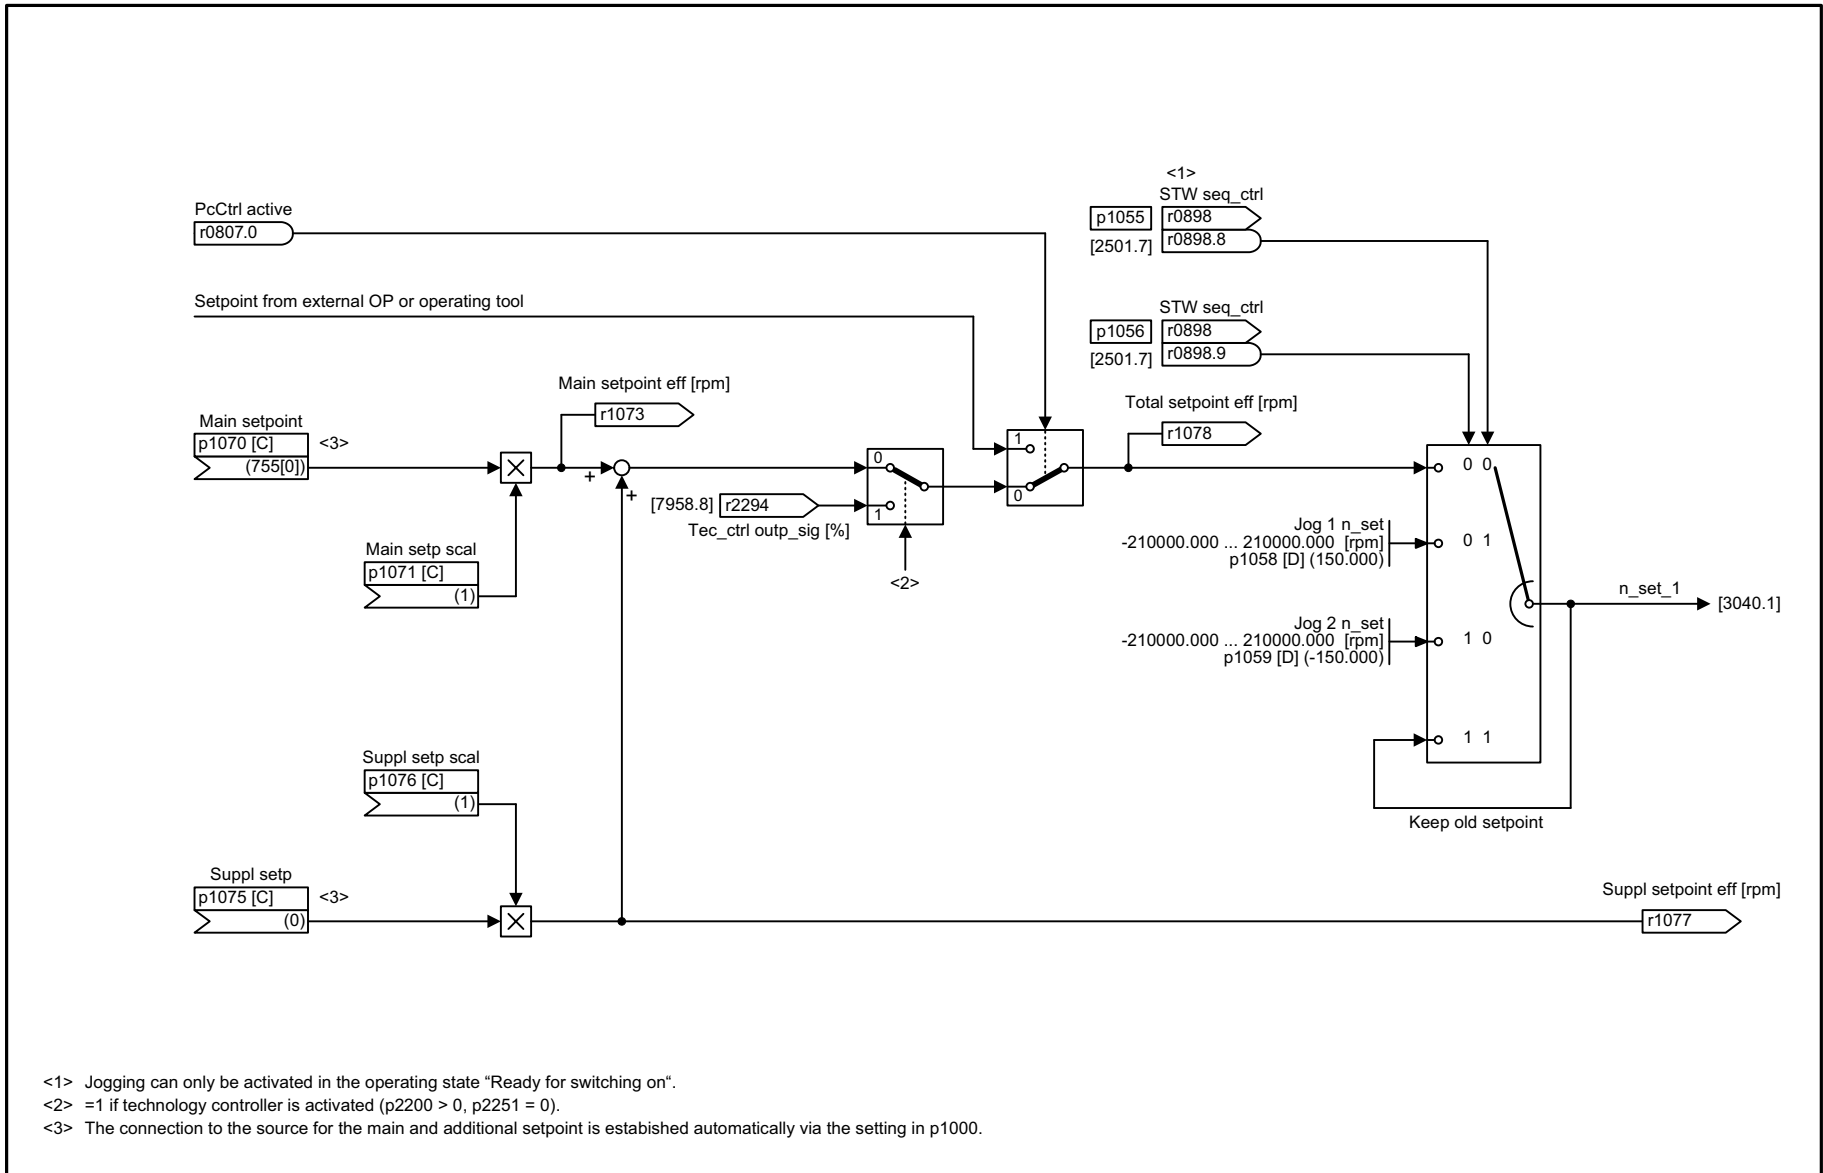 <1>
STW seq_ctrl
PcCtrl active
p1055
r0898
r0807.0
[2501.7]
r0898.8
Setpoint from external OP or operating tool
STW seq_ctrl
p1056
r0898
[2501.7]
r0898.9
Main setpoint eff [rpm]
r1073
Total setpoint eff [rpm]
r1078
Main setpoint
p1070 [C]
<3>
(755[0])
+
+
0
1
[7958.8]
r2294
Tec_ctrl outp_sig [%]
<2>
1
0
0 0
Jog 1 n_set
-210000.000 ... 210000.000 [rpm]
p1058 [D] (150.000)
0 1
Main setp scal
p1071 [C]
(1)
n_set_1
[3040.1]
Jog 2 n_set
-210000.000 ... 210000.000 [rpm]
p1059 [D] (-150.000)
1 0
1 1
Keep old setpoint
Suppl setp scal
p1076 [C]
(1)
Suppl setp
p1075 [C]
<3>
(0)
Suppl setpoint eff [rpm]
r1077
<1> Jogging can only be activated in the operating state “Ready for switching on“.
<2> =1 if technology controller is activated (p2200 > 0, p2251 = 0).
<3> The connection to the source for the main and additional setpoint is estabished automatically via the setting in p1000.